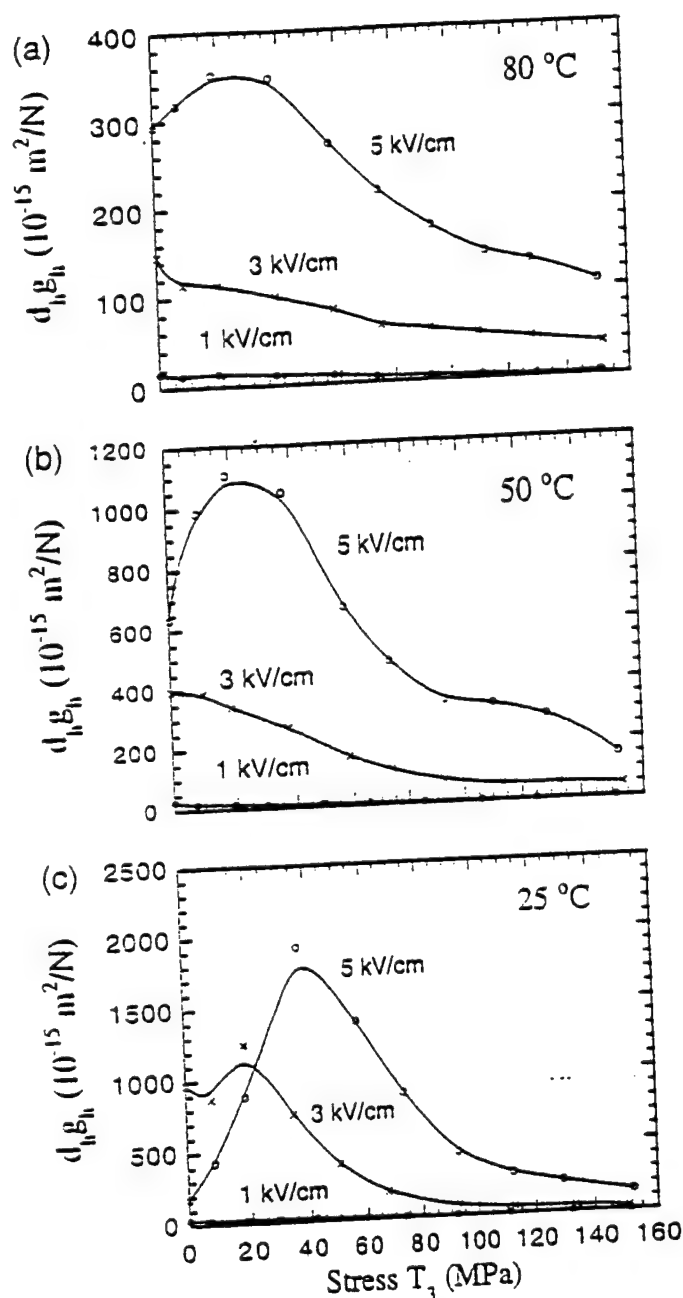 (a)
400
300
200
100
0
d_h g_h (10^-15 m^2/N)
80 °C
5 kV/cm
3 kV/cm
1 kV/cm
(b)
1200
1000
800
600
400
200
0
d_h g_h (10^-15 m^2/N)
50 °C
5 kV/cm
3 kV/cm
1 kV/cm
(c)
2500
2000
1500
1000
500
0
d_h g_h (10^-15 m^2/N)
25 °C
5 kV/cm
3 kV/cm
1 kV/cm
0 20 40 60 80 100 120 140 160
Stress T_3 (MPa)